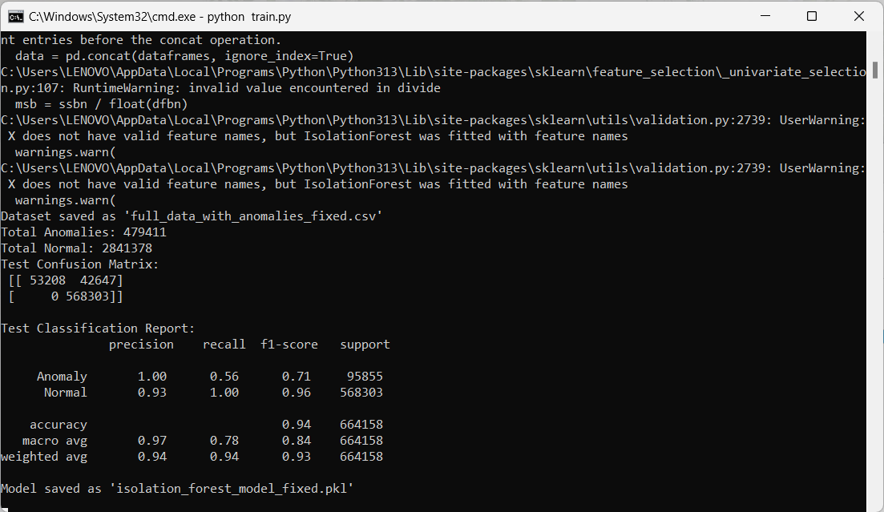 C:\Windows\System32\cmd.exe - python  train.py
nt entries before the concat operation.
  data = pd.concat(dataframes, ignore_index=True)
C:\Users\LENOVO\AppData\Local\Programs\Python\Python313\Lib\site-packages\sklearn\feature_selection\_univariate_selectio
n.py:107: RuntimeWarning: invalid value encountered in divide
  msb = ssbn / float(dfbn)
C:\Users\LENOVO\AppData\Local\Programs\Python\Python313\Lib\site-packages\sklearn\utils\validation.py:2739: UserWarning:
 X does not have valid feature names, but IsolationForest was fitted with feature names
  warnings.warn(
C:\Users\LENOVO\AppData\Local\Programs\Python\Python313\Lib\site-packages\sklearn\utils\validation.py:2739: UserWarning:
 X does not have valid feature names, but IsolationForest was fitted with feature names
  warnings.warn(
Dataset saved as 'full_data_with_anomalies_fixed.csv'
Total Anomalies: 479411
Total Normal: 2841378
Test Confusion Matrix:
 [[ 53208  42647]
 [     0 568303]]
Test Classification Report:
              precision    recall  f1-score   support
     Anomaly       1.00      0.56      0.71     95855
      Normal       0.93      1.00      0.96    568303
    accuracy                           0.94    664158
   macro avg       0.97      0.78      0.84    664158
weighted avg       0.94      0.94      0.93    664158
Model saved as 'isolation_forest_model_fixed.pkl'